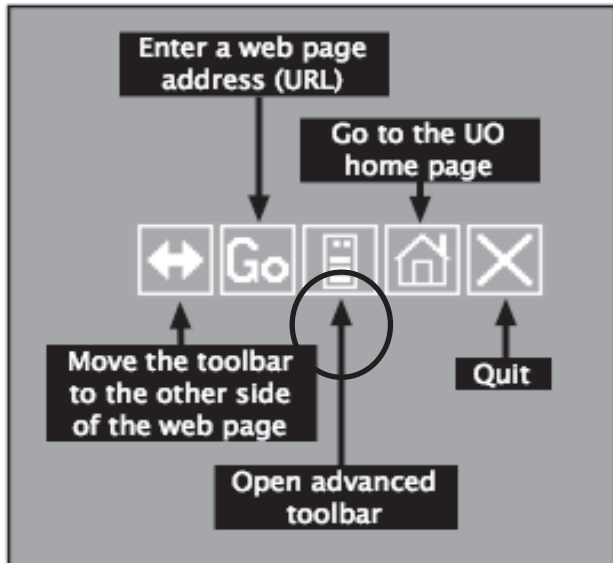 Enter a web page
address (URL)
Go to the UO
home page
Go
Move the toolbar
to the other side
of the web page
Quit
Open advanced
toolbar